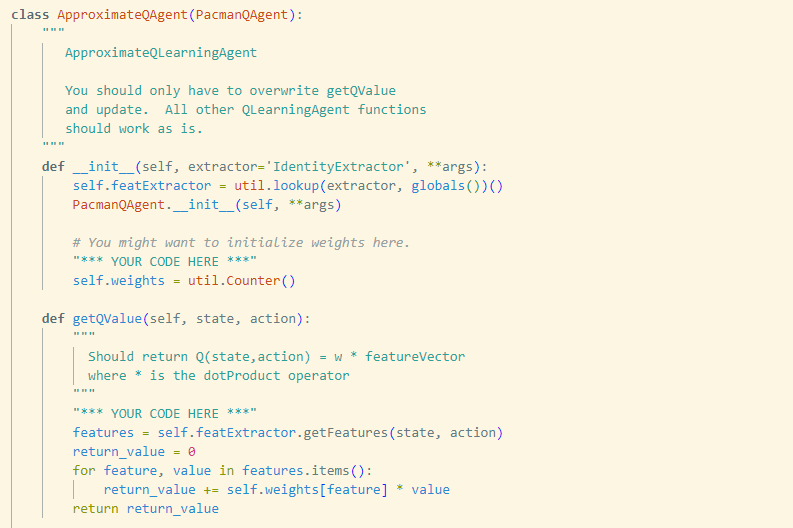 class ApproximateQAgent(PacmanQAgent):
"""
ApproximateQLearningAgent
You should only have to overwrite getQValue
and update.  All other QLearningAgent functions
should work as is.
"""
def __init__(self, extractor='IdentityExtractor', **args):
self.featExtractor = util.lookup(extractor, globals())()
PacmanQAgent.__init__(self, **args)
# You might want to initialize weights here.
"*** YOUR CODE HERE ***"
self.weights = util.Counter()
def getQValue(self, state, action):
"""
Should return Q(state,action) = w * featureVector
where * is the dotProduct operator
"""
"*** YOUR CODE HERE ***"
features = self.featExtractor.getFeatures(state, action)
return_value = 0
for feature, value in features.items():
return_value += self.weights[feature] * value
return return_value